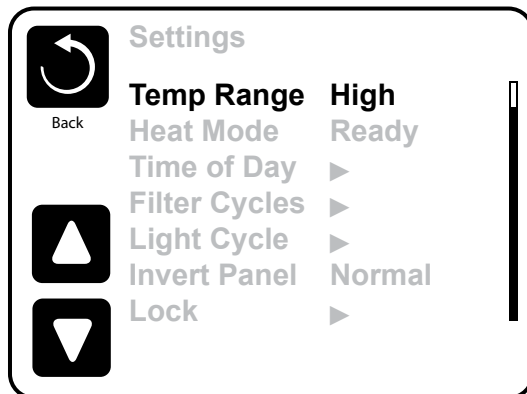 Settings
Temp Range High
Back
Heat Mode Ready
Time of Day
Filter Cycles
Light Cycle
Invert Panel Normal
Lock